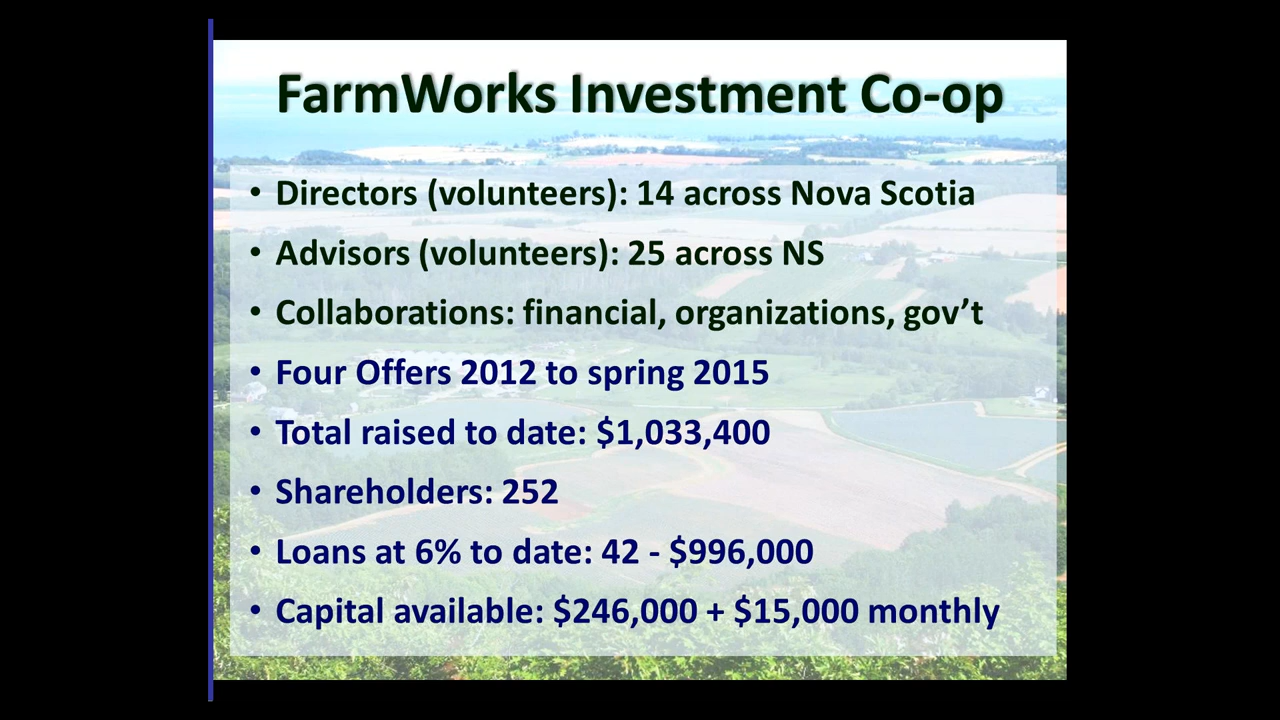 FarmWorks Investment Co-op
• Directors (volunteers): 14 across Nova Scotia
• Advisors (volunteers): 25 across NS
• Collaborations: financial, organizations, gov’t
• Four Offers 2012 to spring 2015
• Total raised to date: $1,033,400
• Shareholders: 252
• Loans at 6% to date: 42 - $996,000
• Capital available: $246,000 + $15,000 monthly